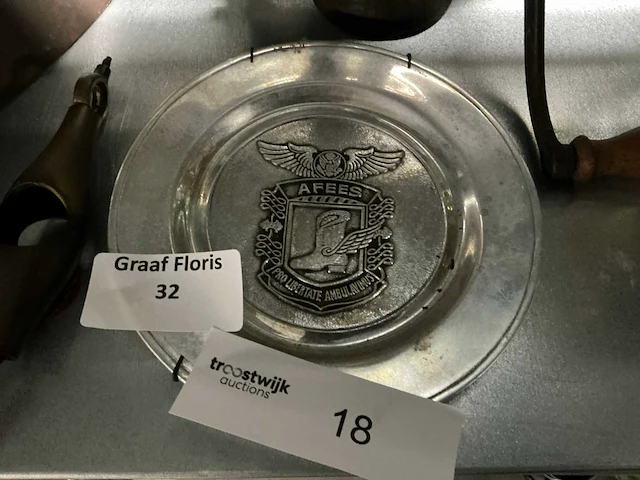 AFEES
PRO LIBERTATE AMBULAVIMUS
Graaf Floris
32
troostwijk
auctions
18